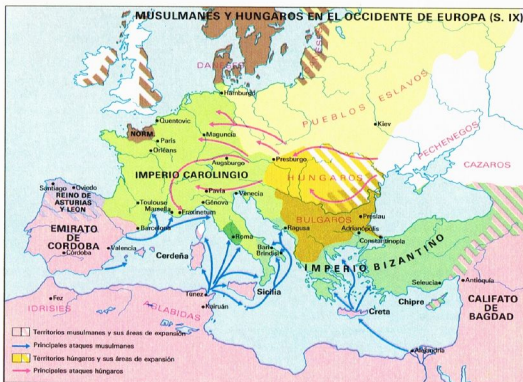 MUSULMANES Y HUNGAROS EN EL OCCIDENTE DE EUROPA (S. IX)
DANESES
Hamburgo
PUEBLOS ESLAVOS
Quentovic
NORM.
París
Orléans
Maguncia
Kiev
PECHENEGOS
CAZAROS
Augsburgo
Presburgo
HUNGAROS
IMPERIO CAROLINGIO
Santiago
Oviedo
REINO DE
ASTURIAS
Y LEON
Toulouse
Marsella
Fraxinetum
Pavía
Génova
Venecia
BULGAROS
Ragusa
Preslau
Adrianópolis
Constantinopla
EMIRATO
DE
CORDOBA
Barcelona
Valencia
Córdoba
Roma
Bari
Brindisi
IMPERIO BIZANTINO
Cerdeña
Sicilia
Seleucia
Antioquía
Chipre
Creta
CALIFATO
DE
BAGDAD
Fez
IDRISIES
AGLABIDAS
Túnez
Kairuán
Alejandría
Territorios musulmanes y sus áreas de expansión
Principales ataques musulmanes
Territorios húngaros y sus áreas de expansión
Principales ataques húngaros